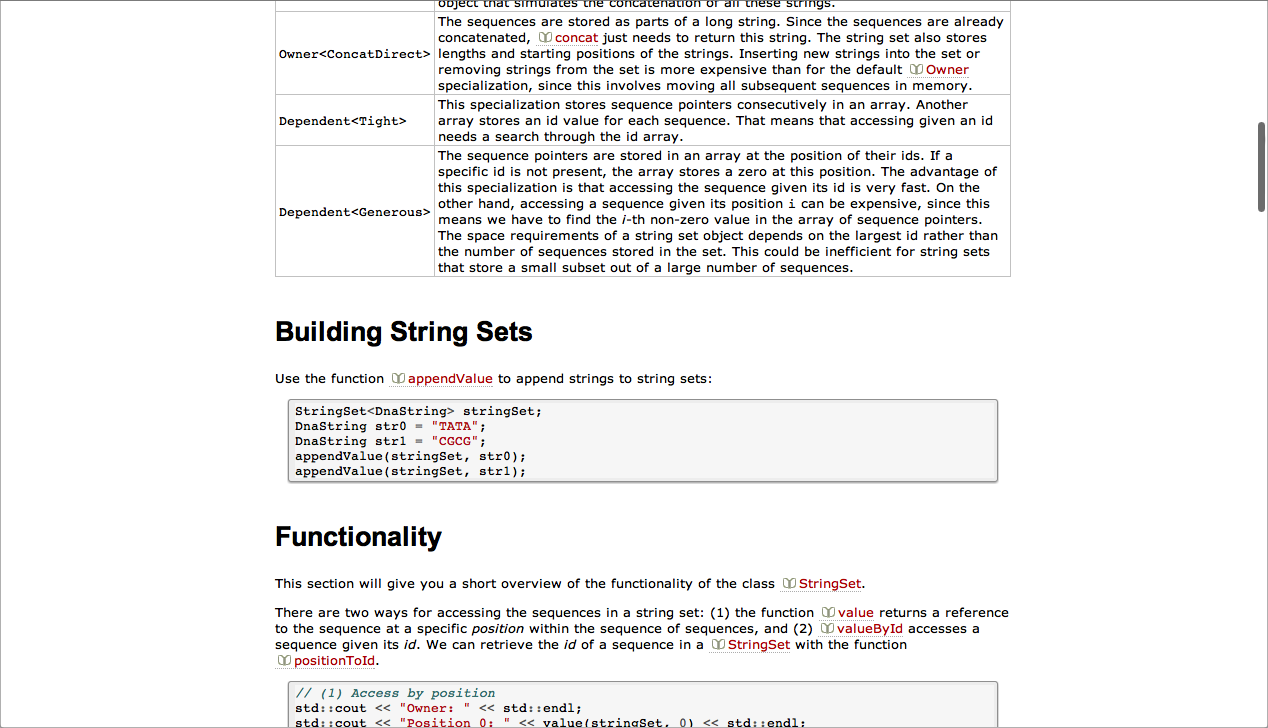 object that simulates the concatenation of all these strings.
The sequences are stored as parts of a long string. Since the sequences are already
concatenated, concat just needs to return this string. The string set also stores
Owner<ConcatDirect> lengths and starting positions of the strings. Inserting new strings into the set or
removing strings from the set is more expensive than for the default Owner
specialization, since this involves moving all subsequent sequences in memory.
This specialization stores sequence pointers consecutively in an array. Another
Dependent<Tight> array stores an id value for each sequence. That means that accessing given an id
needs a search through the id array.
The sequence pointers are stored in an array at the position of their ids. If a
specific id is not present, the array stores a zero at this position. The advantage of
this specialization is that accessing the sequence given its id is very fast. On the
other hand, accessing a sequence given its position i can be expensive, since this
Dependent<Generous> means we have to find the i-th non-zero value in the array of sequence pointers.
The space requirements of a string set object depends on the largest id rather than
the number of sequences stored in the set. This could be inefficient for string sets
that store a small subset out of a large number of sequences.
Building String Sets
Use the function appendValue to append strings to string sets:
StringSet<DnaString> stringSet;
DnaString str0 = "TATA";
DnaString str1 = "CGCG";
appendValue(stringSet, str0);
appendValue(stringSet, str1);
Functionality
This section will give you a short overview of the functionality of the class StringSet.
There are two ways for accessing the sequences in a string set: (1) the function value returns a reference
to the sequence at a specific position within the sequence of sequences, and (2) valueById accesses a
sequence given its id. We can retrieve the id of a sequence in a StringSet with the function
positionToId.
// (1) Access by position
std::cout << "Owner: " << std::endl;
std::cout << "Position 0: " << value(stringSet, 0) << std::endl;